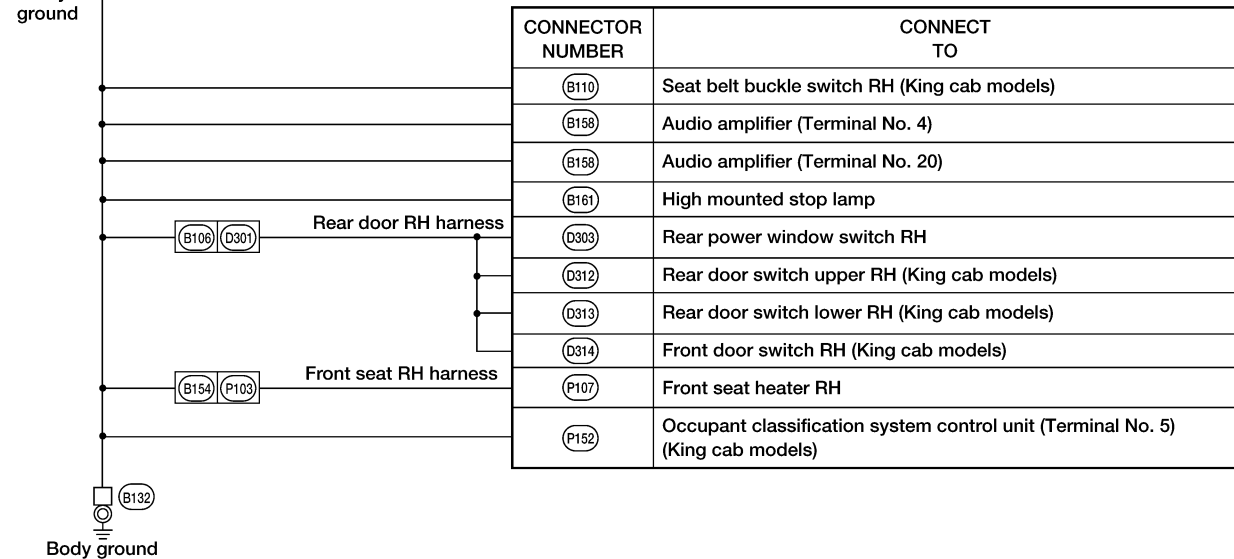 ground
CONNECTOR NUMBER CONNECT TO
B110 Seat belt buckle switch RH (King cab models)
B158 Audio amplifier (Terminal No. 4)
B158 Audio amplifier (Terminal No. 20)
B161 High mounted stop lamp
B106 D301 Rear door RH harness D303 Rear power window switch RH
D312 Rear door switch upper RH (King cab models)
D313 Rear door switch lower RH (King cab models)
D314 Front door switch RH (King cab models)
B154 P103 Front seat RH harness P107 Front seat heater RH
P152 Occupant classification system control unit (Terminal No. 5)
(King cab models)
B132
Body ground